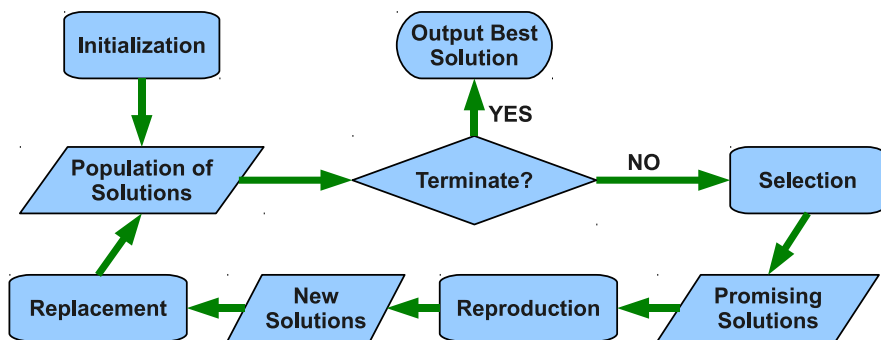 Initialization
Output Best
Solution
YES
Population of
Solutions
Terminate?
NO
Selection
Replacement
New
Solutions
Reproduction
Promising
Solutions